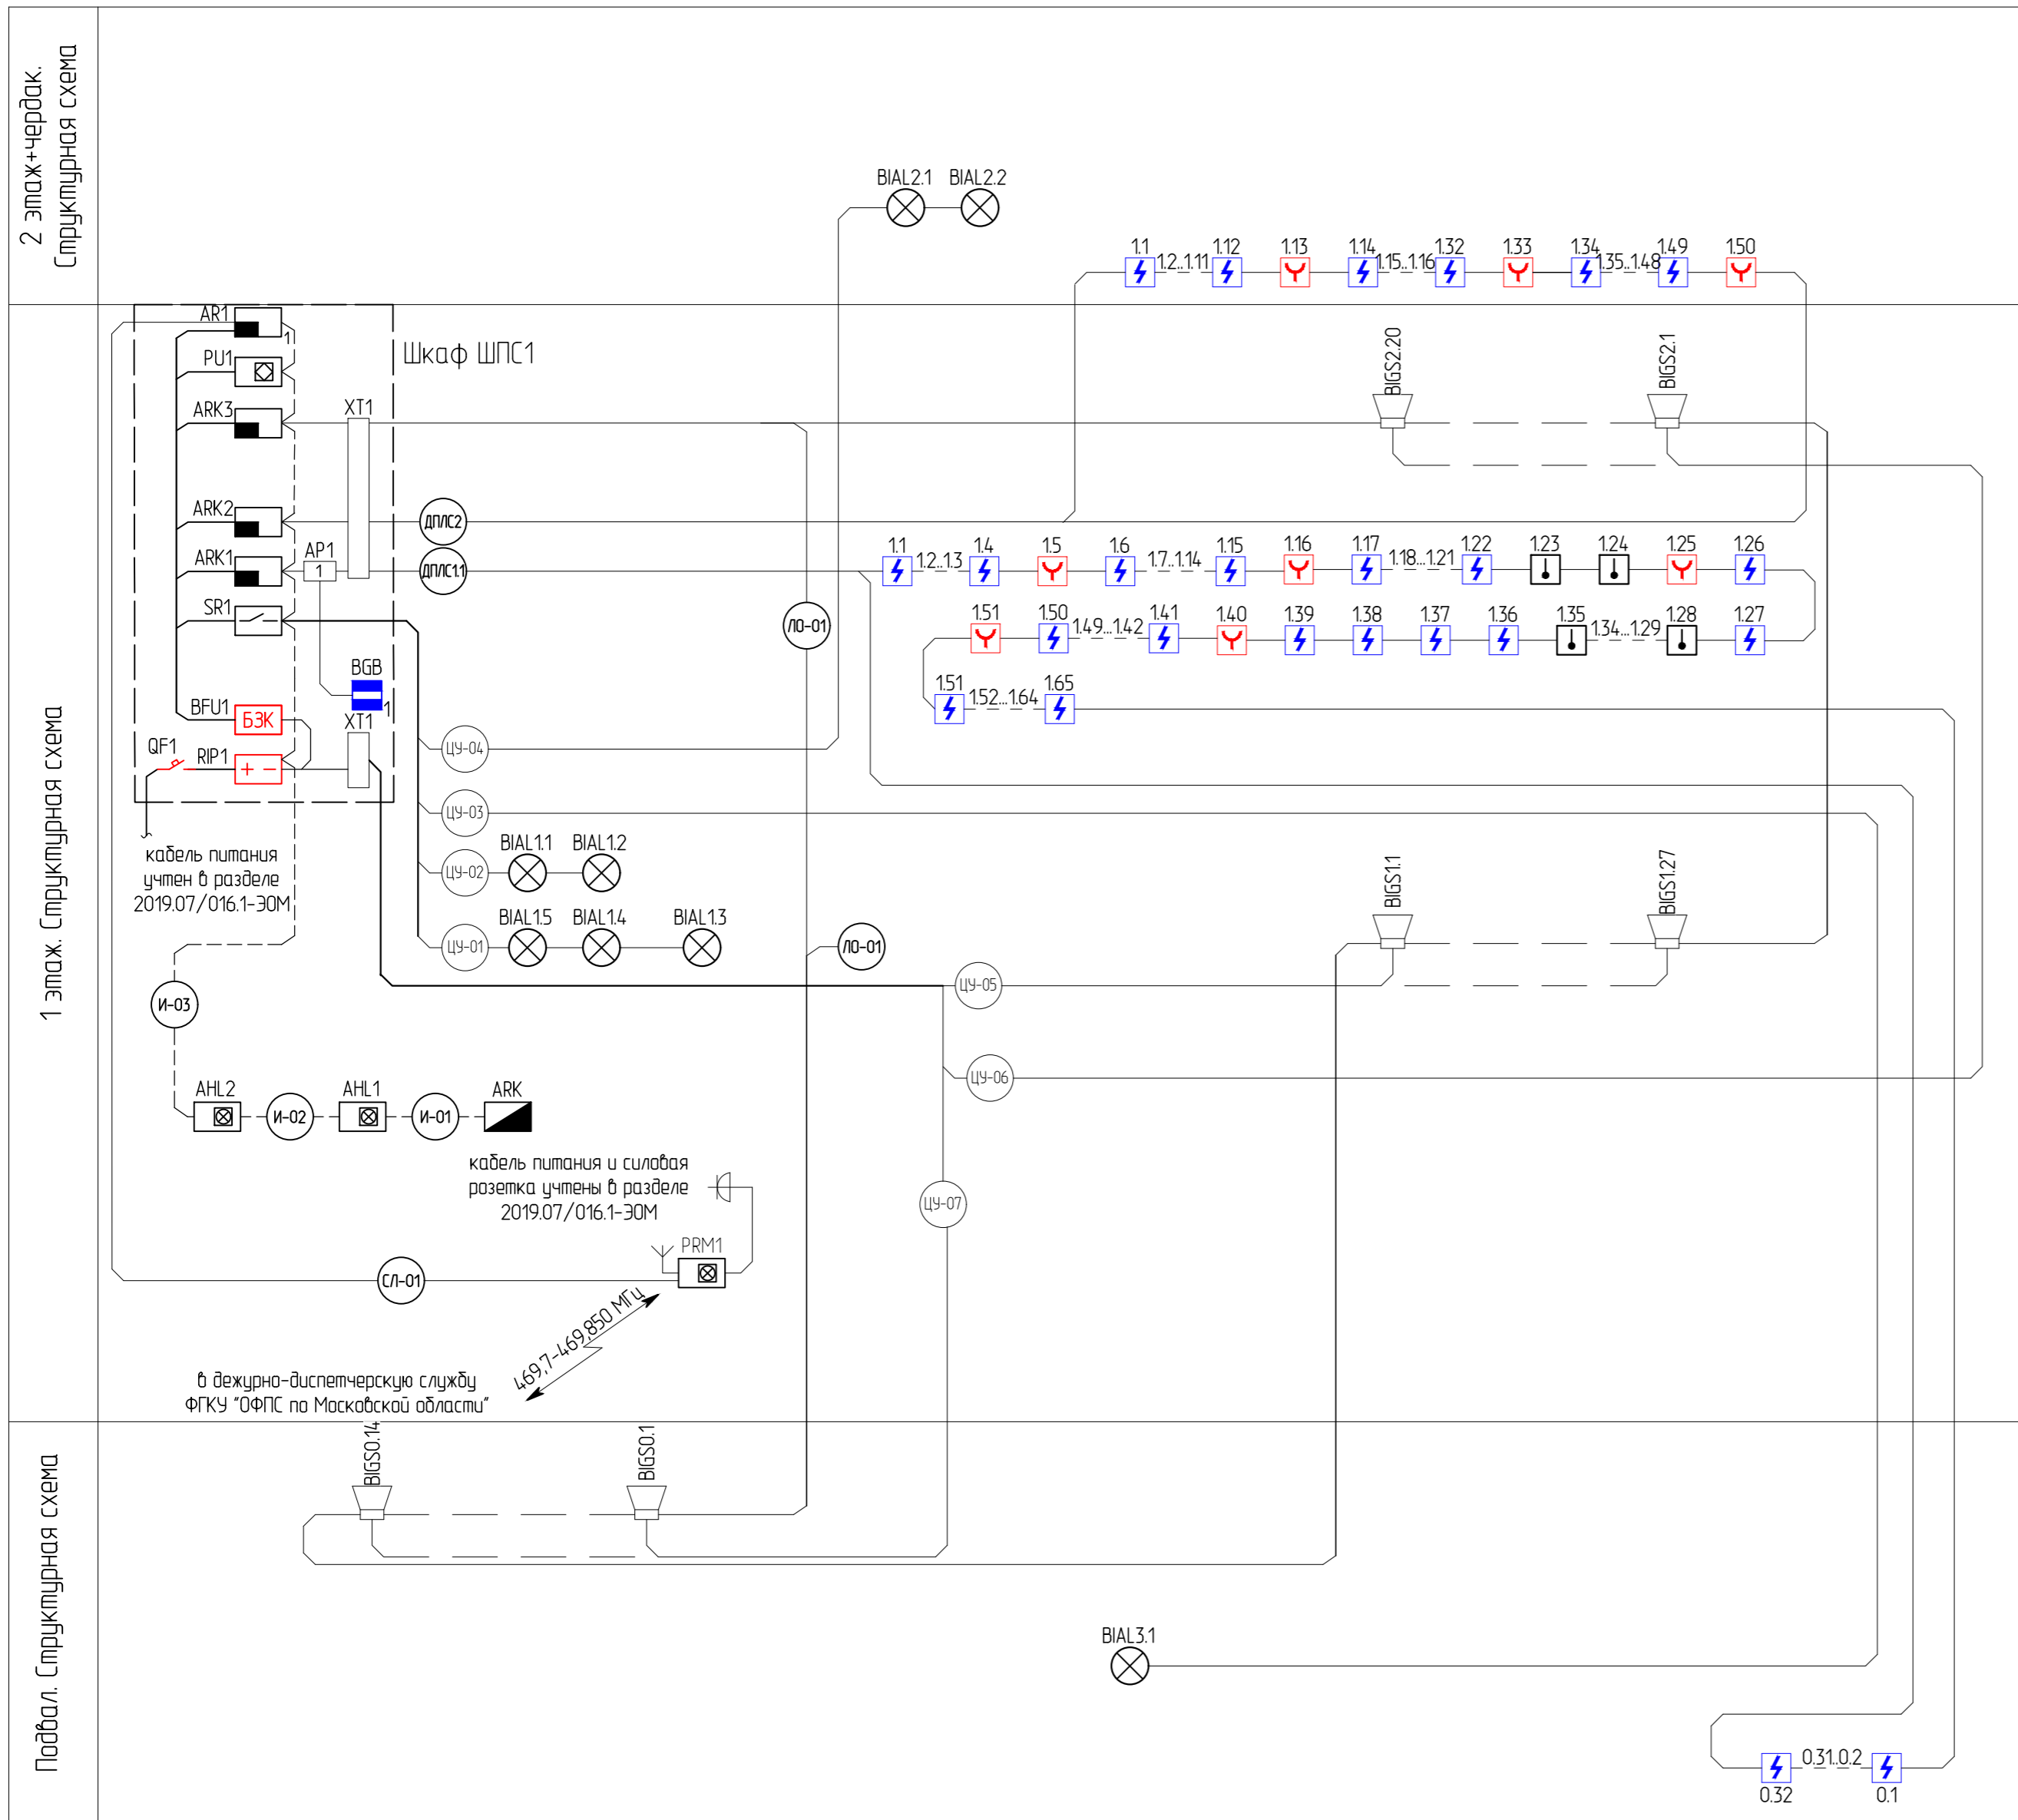 2 этаж+чердак.
Структурная схема
BIAL2.1 BIAL2.2
1.1 1.2..1.11 1.12 1.13 1.14 1.15..1.16 1.32 1.33 1.34 1.35..1.48 1.49 1.50
1 этаж. Структурная схема
Шкаф ШПС1
AR1
1
PU1
ARK3
XT1
ARK2
ARK1
AP1
1
SR1
BGB
1
XT1
BFU1
БЗК
QF1
RIP1
+ −
кабель питания
учтен в разделе
2019.07/016.1-ЭОМ
BIGS2.20
BIGS2.1
ДПЛС2
ДПЛС1.1
1.1 1.2..1.3 1.4 1.5 1.6 1.7..1.14 1.15 1.16 1.17 1.18...1.21 1.22 1.23 1.24 1.25 1.26
1.51 1.50 1.49...1.42 1.41 1.40 1.39 1.38 1.37 1.36 1.35 1.34...1.29 1.28 1.27
1.51 1.52...1.64 1.65
ЛО-01
ЦУ-04
ЦУ-03
ЦУ-02
BIAL1.1 BIAL1.2
ЦУ-01
BIAL1.5 BIAL1.4 BIAL1.3
ЛО-01
BIGS1.1
BIGS1.27
ЦУ-05
ЦУ-06
ЦУ-07
И-03
AHL2
И-02
AHL1
И-01
ARK
кабель питания и силовая
розетка учтены в разделе
2019.07/016.1-ЭОМ
PRM1
СЛ-01
469,7-469,850 МГц
в дежурно-диспетчерскую службу
ФГКУ "ОФПС по Московской области"
Подвал. Структурная схема
BIGS0.14
BIGS0.1
BIAL3.1
0.31..0.2
0.32
0.1